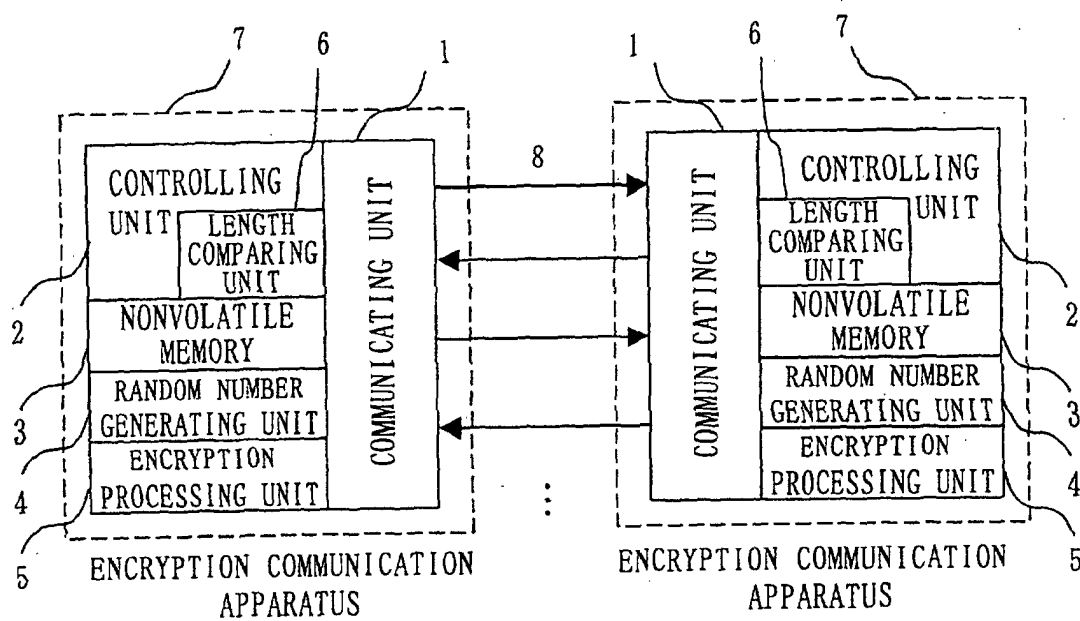 7
6
1
CONTROLLING
UNIT
LENGTH
COMPARING
UNIT
NONVOLATILE
MEMORY
RANDOM NUMBER
GENERATING UNIT
ENCRYPTION
PROCESSING UNIT
COMMUNICATING UNIT
2
3
4
5
ENCRYPTION COMMUNICATION
APPARATUS
8
1
6
7
COMMUNICATING UNIT
CONTROLLING
UNIT
LENGTH
COMPARING
UNIT
NONVOLATILE
MEMORY
RANDOM NUMBER
GENERATING UNIT
ENCRYPTION
PROCESSING UNIT
2
3
4
5
ENCRYPTION COMMUNICATION
APPARATUS